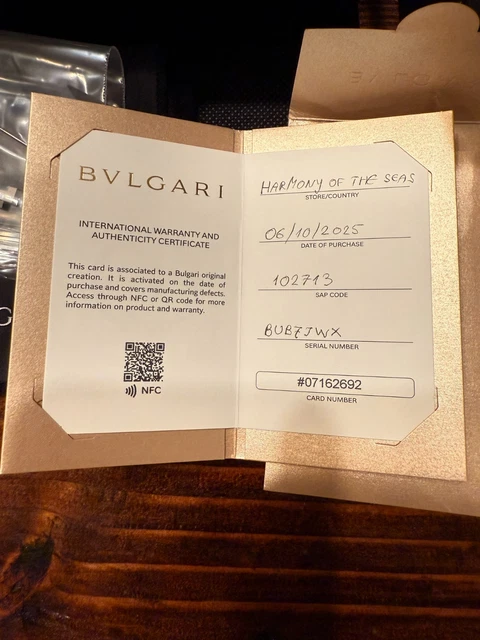 BVLGARI
INTERNATIONAL WARRANTY AND
AUTHENTICITY CERTIFICATE
This card is associated to a Bulgari original
creation. It is activated on the date of
purchase and covers manufacturing defects.
Access through NFC or QR code for more
information on product and warranty.
NFC
HARMONY OF THE SEAS
STORE/COUNTRY
06/10/2025
DATE OF PURCHASE
102713
SAP CODE
BUB7JWX
SERIAL NUMBER
#07162692
CARD NUMBER